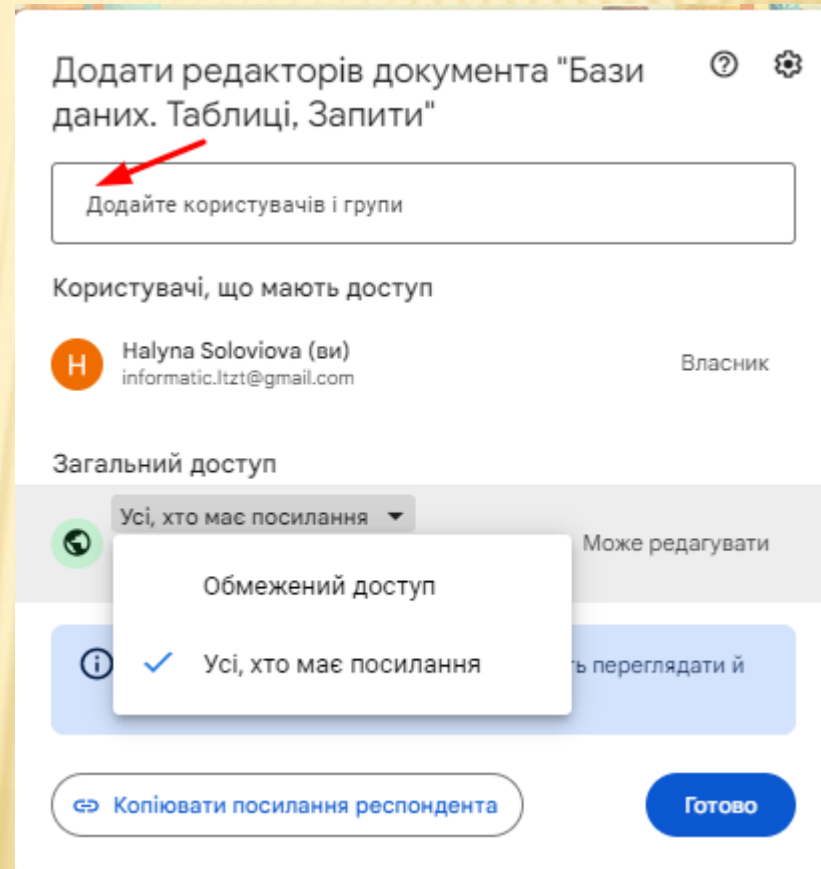 Додати редакторів документа "Бази
даних. Таблиці, Запити"
Додайте користувачів і групи
Користувачі, що мають доступ
H
Halyna Soloviova (ви)
informatic.ltzt@gmail.com
Власник
Загальний доступ
Усі, хто має посилання
Може редагувати
Обмежений доступ
Усі, хто має посилання
переглядати й
Копіювати посилання респондента
Готово